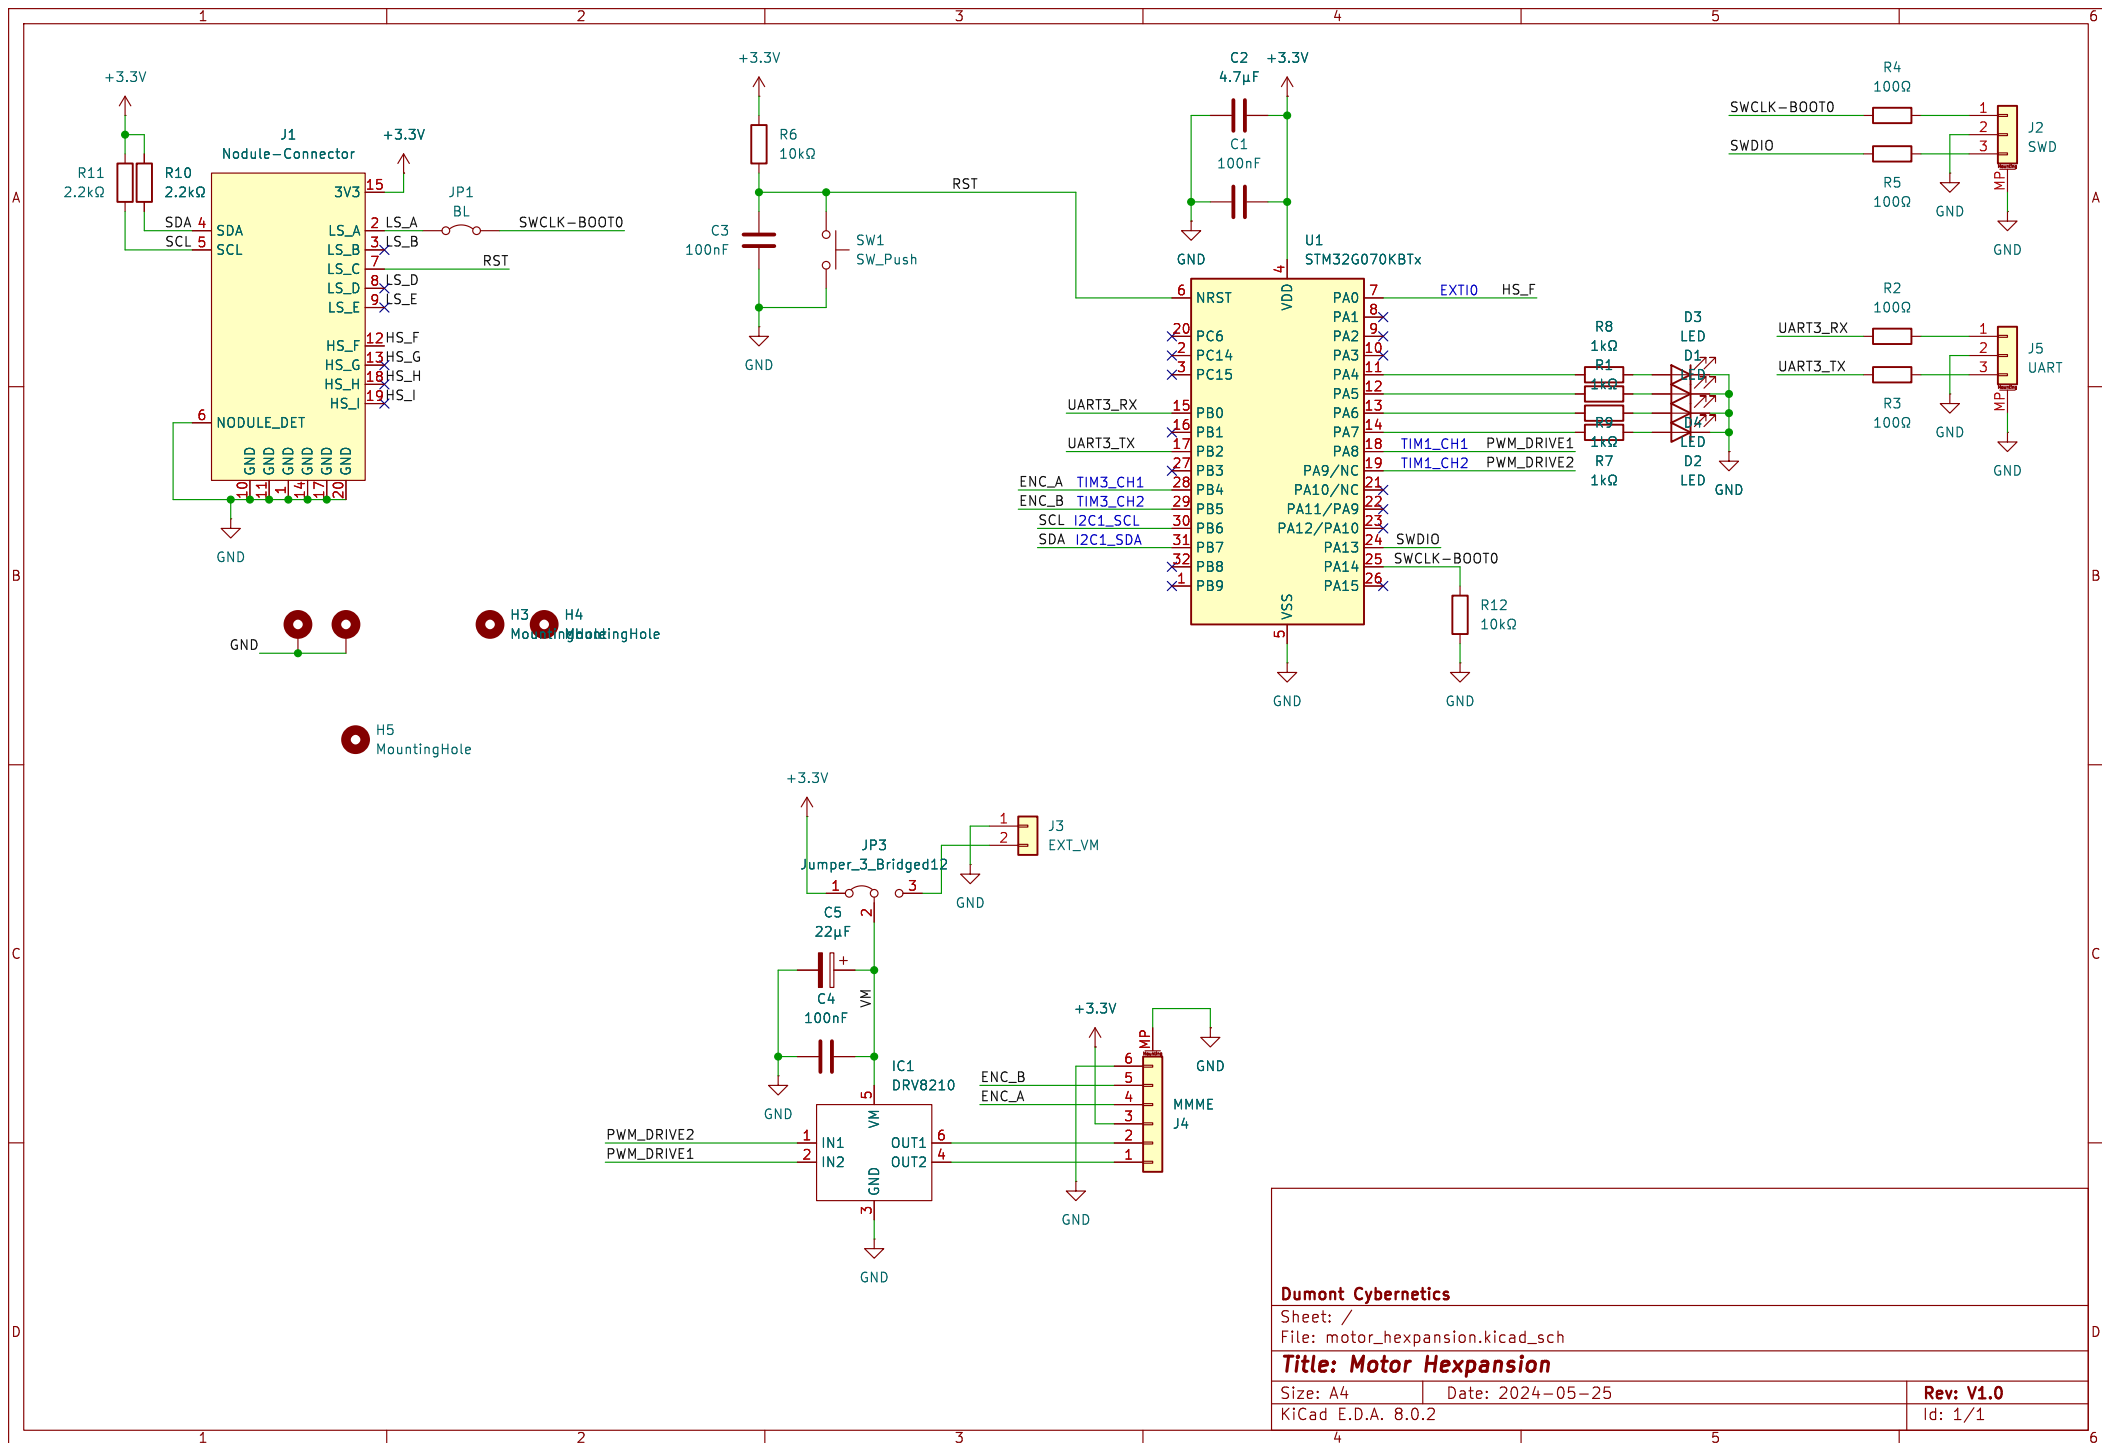 1 2 3 4 5 6
A
B
C
D
+3.3V
R11
2.2kΩ
R10
2.2kΩ
J1
Nodule-Connector
+3.3V
3V3 15
SDA 4 SDA
SCL 5 SCL
LS_A 2 LS_A
LS_B 3 LS_B
LS_C 7 RST
LS_D 8 LS_D
LS_E 9 LS_E
HS_F 12 HS_F
HS_G 13 HS_G
HS_H 18 HS_H
HS_I 19 HS_I
6 NODULE_DET
GND GND GND GND GND GND
10 11 1 14 17 20
GND
JP1
BL
SWCLK-BOOT0
GND
H3
MountingHole
H4
MountingHole
H5
MountingHole
+3.3V
R6
10kΩ
RST
C3
100nF
SW1
SW_Push
GND
C2
4.7µF
+3.3V
C1
100nF
GND
U1
STM32G070KBTx
4
VDD
6 NRST
20 PC6
2 PC14
3 PC15
UART3_RX 15 PB0
16 PB1
UART3_TX 17 PB2
27 PB3
ENC_A TIM3_CH1 28 PB4
ENC_B TIM3_CH2 29 PB5
SCL I2C1_SCL 30 PB6
SDA I2C1_SDA 31 PB7
32 PB8
1 PB9
PA0 7 EXTI0 HS_F
PA1 8
PA2 9
PA3 10
PA4 11
PA5 12
PA6 13
PA7 14
PA8 18 TIM1_CH1 PWM_DRIVE1
PA9/NC 19 TIM1_CH2 PWM_DRIVE2
PA10/NC 21
PA11/PA9 22
PA12/PA10 23
PA13 24 SWDIO
PA14 25 SWCLK-BOOT0
PA15 26
VSS
5
GND
R12
10kΩ
GND
R8
1kΩ
R1
1kΩ
R9
1kΩ
R7
1kΩ
D3
LED
D1
LED
D4
LED
D2
LED
GND
R4
100Ω
SWCLK-BOOT0
SWDIO
R5
100Ω
1
2
3
J2
SWD
MP
GND
GND
R2
100Ω
UART3_RX
UART3_TX
R3
100Ω
1
2
3
J5
UART
MP
GND
GND
+3.3V
JP3
Jumper_3_Bridged12
1 3
2
1
2
J3
EXT_VM
GND
C5
22µF
+
C4
100nF
VM
GND
IC1
DRV8210
5
VM
PWM_DRIVE2 1 IN1
PWM_DRIVE1 2 IN2
OUT1 6
OUT2 4
GND
3
GND
+3.3V
MP
GND
6
ENC_B 5
ENC_A 4
3
2
1
MMME
J4
GND
Dumont Cybernetics
Sheet: /
File: motor_hexpansion.kicad_sch
Title: Motor Hexpansion
Size: A4 Date: 2024-05-25 Rev: V1.0
KiCad E.D.A. 8.0.2 Id: 1/1
A
B
C
D
1 2 3 4 5 6